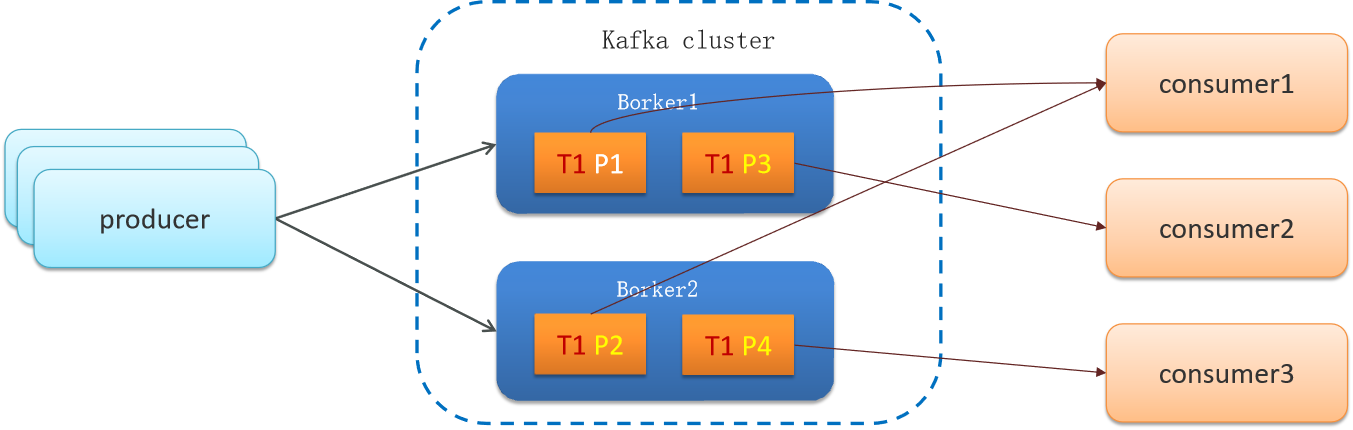 Kafka cluster
producer
Borker1
T1 P1
T1 P3
Borker2
T1 P2
T1 P4
consumer1
consumer2
consumer3